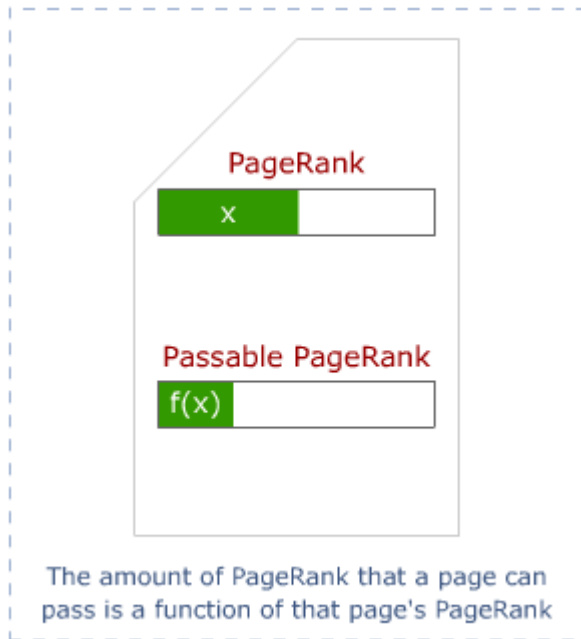 PageRank
x
Passable PageRank
f(x)
The amount of PageRank that a page can
pass is a function of that page's PageRank